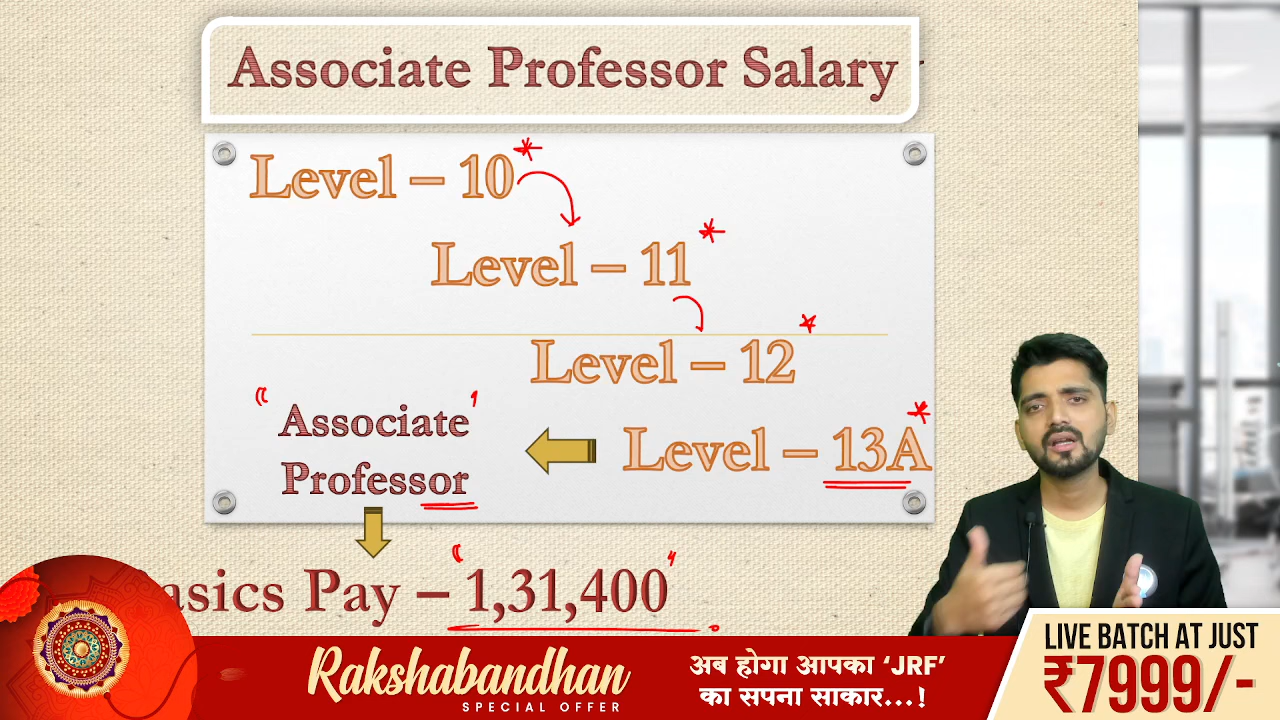 Associate Professor Salary
Level – 10
Level – 11
Level – 12
Level – 13A
Associate
Professor
asics Pay – 1,31,400
Rakshabandhan
SPECIAL OFFER
अब होगा आपका ‘JRF’
का सपना साकार...!
LIVE BATCH AT JUST
₹7999/-